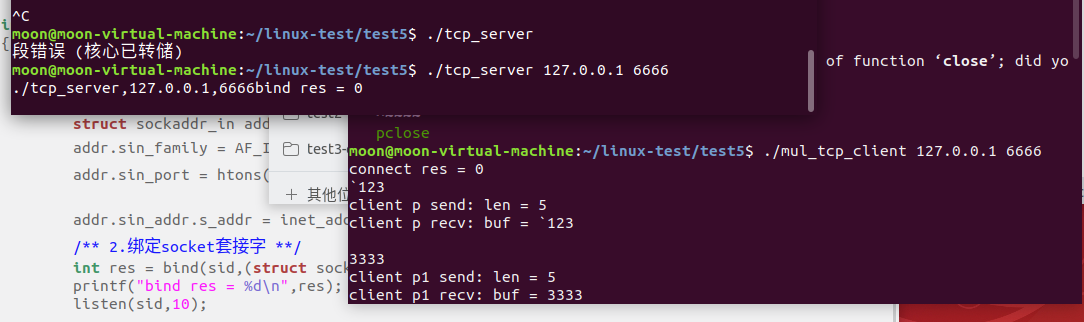 ^C
moon@moon-virtual-machine:~/linux-test/test5$ ./tcp_server
段错误 (核心已转储)
moon@moon-virtual-machine:~/linux-test/test5$ ./tcp_server 127.0.0.1 6666
./tcp_server,127.0.0.1,6666bind res = 0
i
{
struct sockaddr_in add
addr.sin_family = AF_I
addr.sin_port = htons(
addr.sin_addr.s_addr = inet_add
/** 2.绑定socket套接字 **/
int res = bind(sid,(struct sock
printf("bind res = %d\n",res);
listen(sid,10);
test3-
+ 其他位
of function ‘close’; did yo
pclose
moon@moon-virtual-machine:~/linux-test/test5$ ./mul_tcp_client 127.0.0.1 6666
connect res = 0
`123
client p send: len = 5
client p recv: buf = `123
3333
client p1 send: len = 5
client p1 recv: buf = 3333